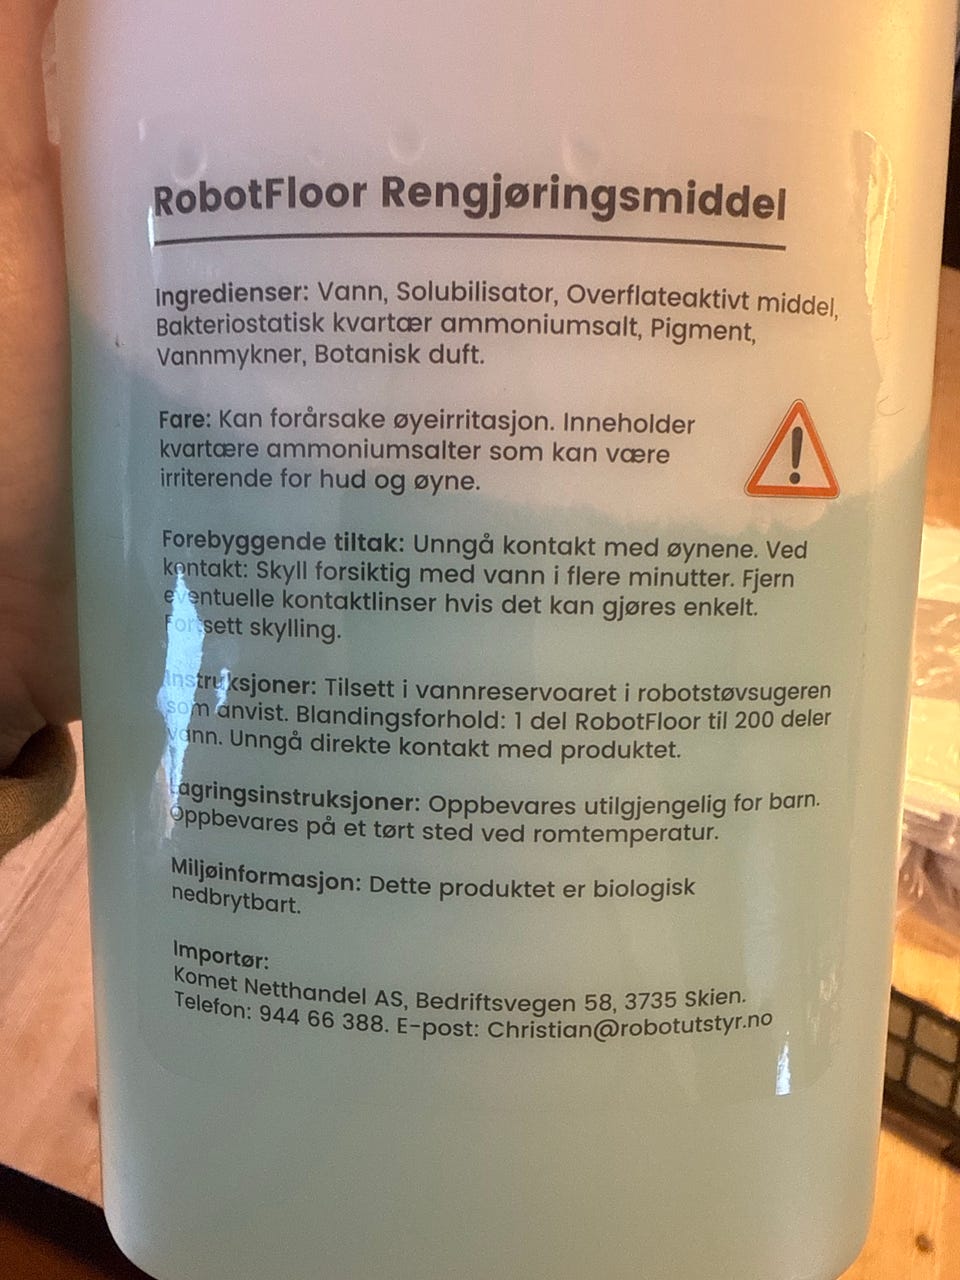 RobotFloor Rengjøringsmiddel
Ingredienser: Vann, Solubilisator, Overflateaktivt middel,
Bakteriostatisk kvartær ammoniumsalt, Pigment,
Vannmykner, Botanisk duft.
Fare: Kan forårsake øyeirritasjon. Inneholder
kvartære ammoniumsalter som kan være
irriterende for hud og øyne.
Forebyggende tiltak: Unngå kontakt med øynene. Ved
kontakt: Skyll forsiktig med vann i flere minutter. Fjern
eventuelle kontaktlinser hvis det kan gjøres enkelt.
Fortsett skylling.
Instruksjoner: Tilsett i vannreservoaret i robotstøvsugeren
som anvist. Blandingsforhold: 1 del RobotFloor til 200 deler
vann. Unngå direkte kontakt med produktet.
Lagringsinstruksjoner: Oppbevares utilgjengelig for barn.
Oppbevares på et tørt sted ved romtemperatur.
Miljøinformasjon: Dette produktet er biologisk
nedbrytbart.
Importør:
Komet Netthandel AS, Bedriftsvegen 58, 3735 Skien.
Telefon: 944 66 388. E-post: Christian@robotutstyr.no